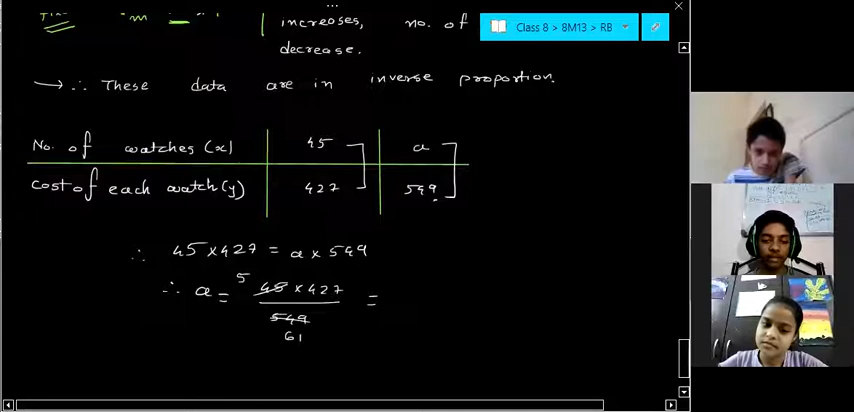 increases, no. of
decrease.
Class 8 > 8M13 > RB
→ ∴ These data are in inverse proportion.
No. of watches (x) 45 a
cost of each watch (y) 427 549
∴ 45 × 427 = a × 549
∴ a = 5 45 × 427 =
549
61